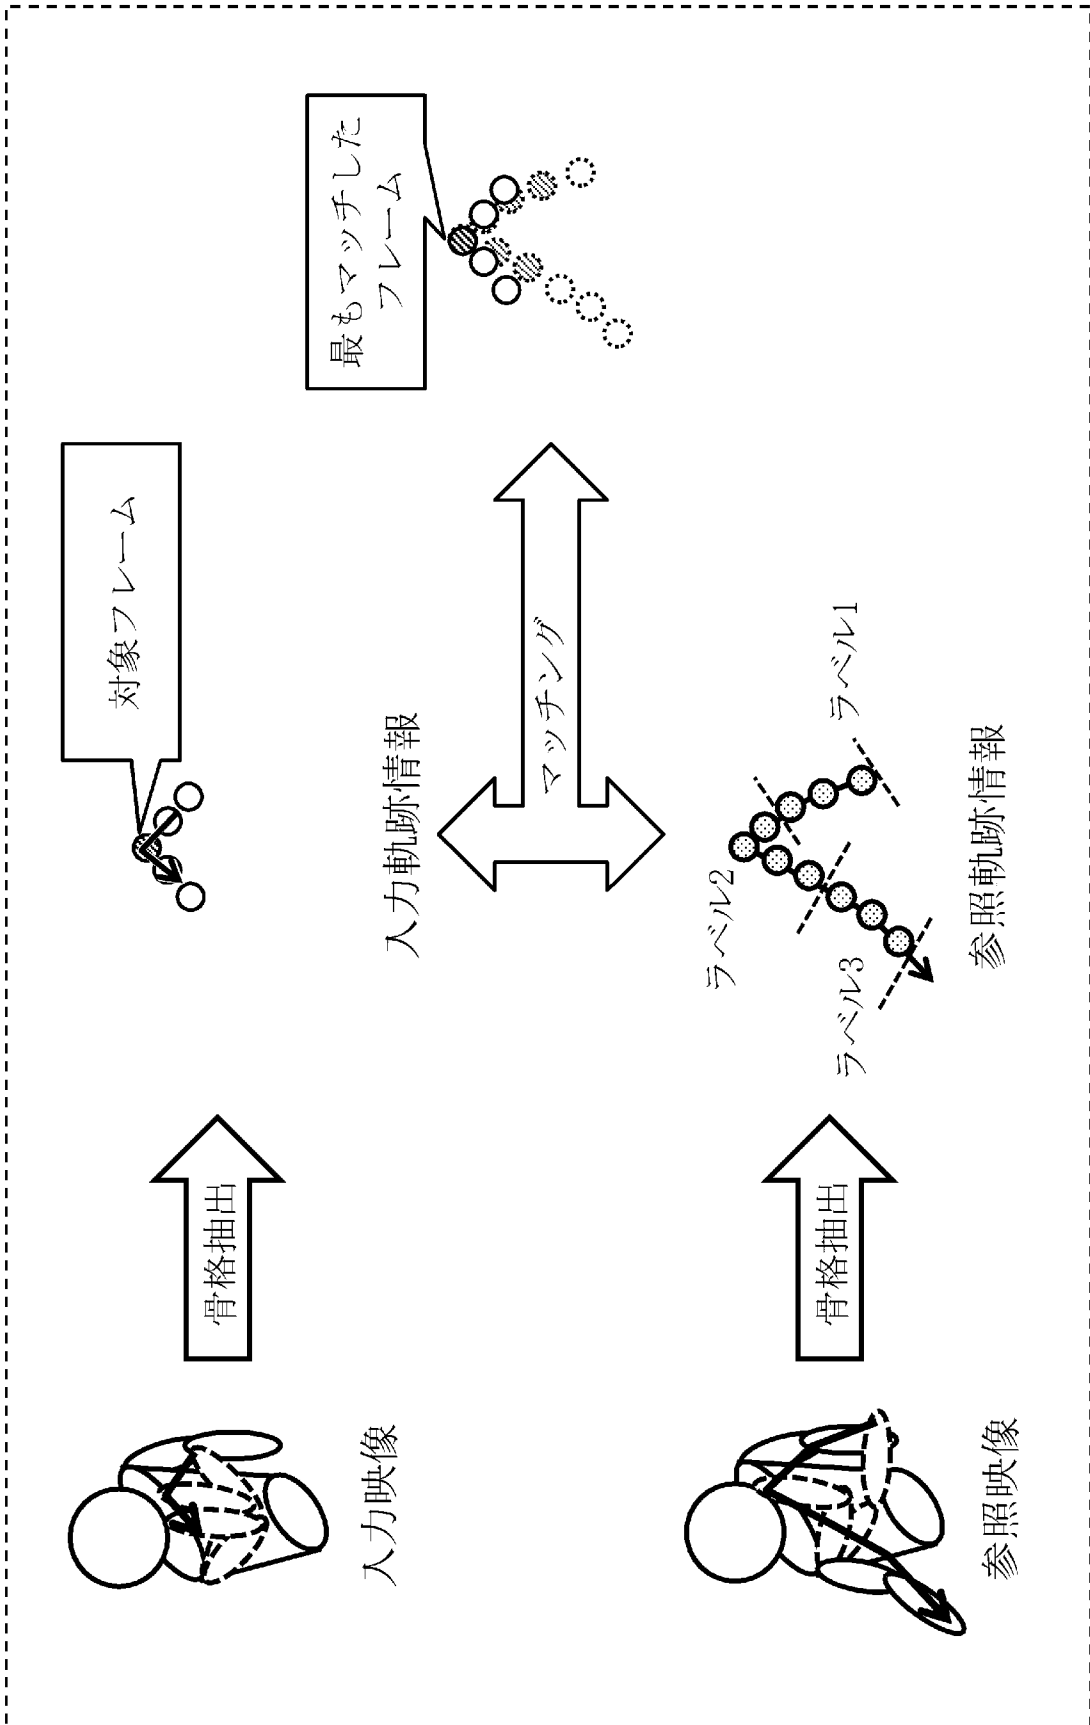 入力映像
骨格抽出
対象フレーム
入力軌跡情報
マッチング
最もマッチした
フレーム
参照映像
骨格抽出
ラベル3
ラベル2
ラベル1
参照軌跡情報